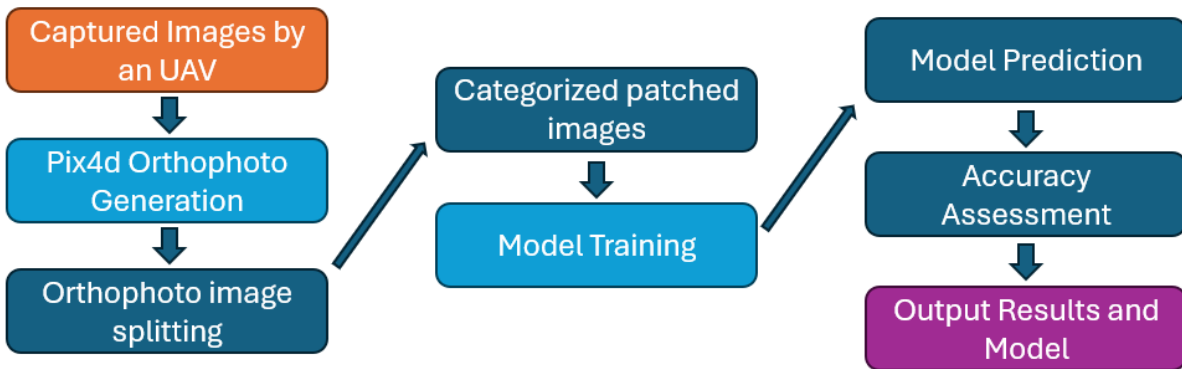 Captured Images by
an UAV
Pix4d Orthophoto
Generation
Orthophoto image
splitting
Categorized patched
images
Model Training
Model Prediction
Accuracy
Assessment
Output Results and
Model